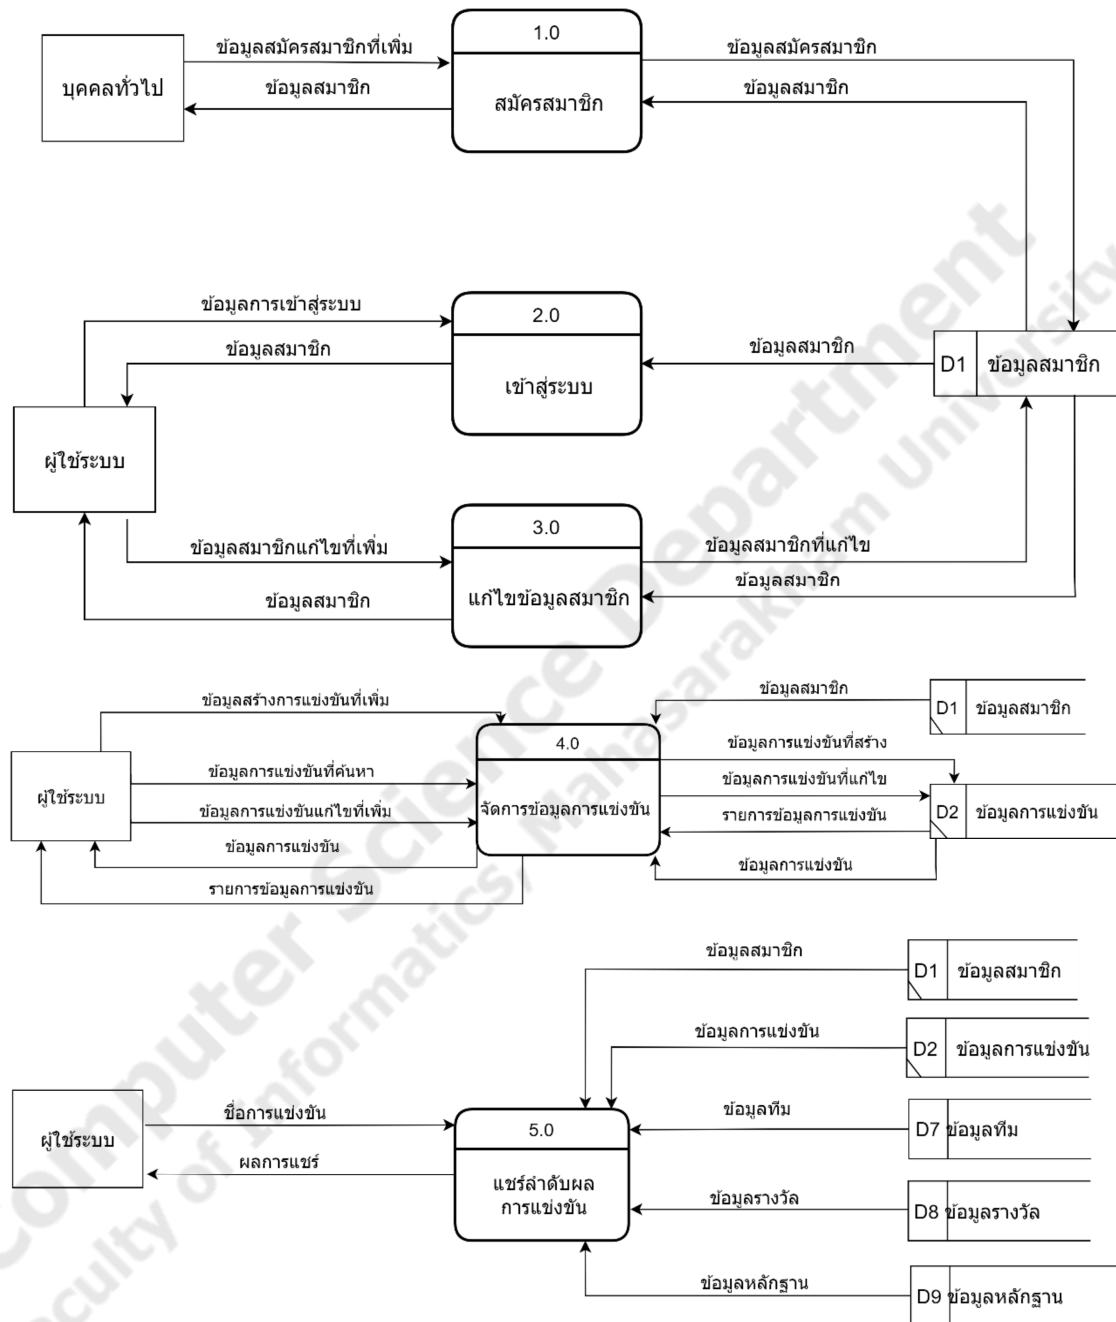 1.0
ข้อมูลสมัครสมาชิกที่เพิ่ม
ข้อมูลสมัครสมาชิก
บุคคลทั่วไป
ข้อมูลสมาชิก
สมัครสมาชิก
ข้อมูลสมาชิก
ข้อมูลการเข้าสู่ระบบ
2.0
ข้อมูลสมาชิก
ข้อมูลสมาชิก
D1 ข้อมูลสมาชิก
เข้าสู่ระบบ
ผู้ใช้ระบบ
3.0
ข้อมูลสมาชิกแก้ไขที่เพิ่ม
ข้อมูลสมาชิกที่แก้ไข
ข้อมูลสมาชิก
แก้ไขข้อมูลสมาชิก
ข้อมูลสมาชิก
ข้อมูลสมาชิก
ข้อมูลสร้างการแข่งขันที่เพิ่ม
D1 ข้อมูลสมาชิก
4.0
ข้อมูลการแข่งขันที่สร้าง
ข้อมูลการแข่งขันที่ค้นหา
ข้อมูลการแข่งขันที่แก้ไข
ผู้ใช้ระบบ
ข้อมูลการแข่งขันแก้ไขที่เพิ่ม
จัดการข้อมูลการแข่งขัน
รายการข้อมูลการแข่งขัน
D2 ข้อมูลการแข่งขัน
ข้อมูลการแข่งขัน
ข้อมูลการแข่งขัน
รายการข้อมูลการแข่งขัน
ข้อมูลสมาชิก
D1 ข้อมูลสมาชิก
ข้อมูลการแข่งขัน
D2 ข้อมูลการแข่งขัน
ชื่อการแข่งขัน
ข้อมูลทีม
5.0
D7 ข้อมูลทีม
ผู้ใช้ระบบ
ผลการแชร์
แชร์ลำดับผล
การแข่งขัน
ข้อมูลรางวัล
D8 ข้อมูลรางวัล
ข้อมูลหลักฐาน
D9 ข้อมูลหลักฐาน
Computer Science Department
Faculty of Informatics, Mahasarakham University